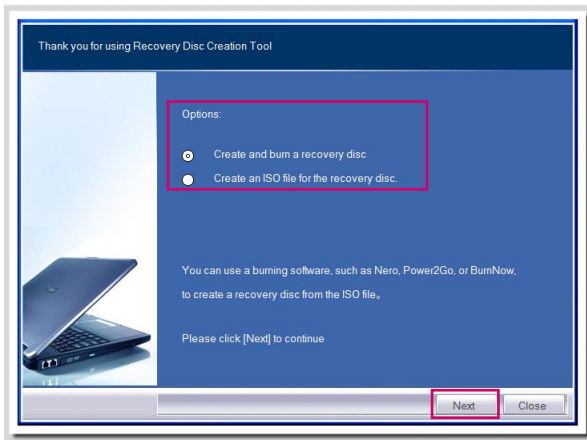 Thank you for using Recovery Disc Creation Tool
Options:
Create and burn a recovery disc
Create an ISO file for the recovery disc.
You can use a burning software, such as Nero, Power2Go, or BurnNow,
to create a recovery disc from the ISO file。
Please click [Next] to continue
Next
Close